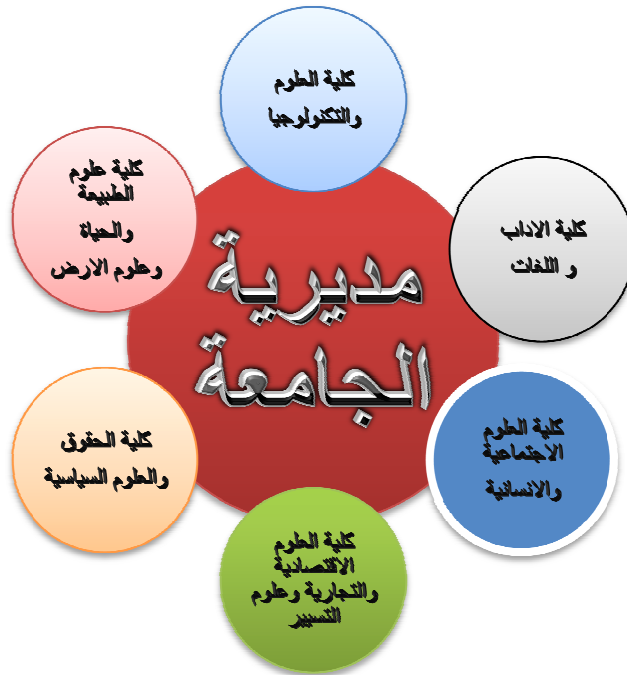 كلية العلوم
والتكنولوجيا
كلية الاداب
و اللغات
كلية العلوم
الاجتماعية
والانسانية
كلية العلوم
الاقتصادية
والتجارية وعلوم
التسيير
كلية الحقوق
والعلوم السياسية
كلية علوم
الطبيعة
والحياة
وعلوم الارض
مديرية
الجامعة